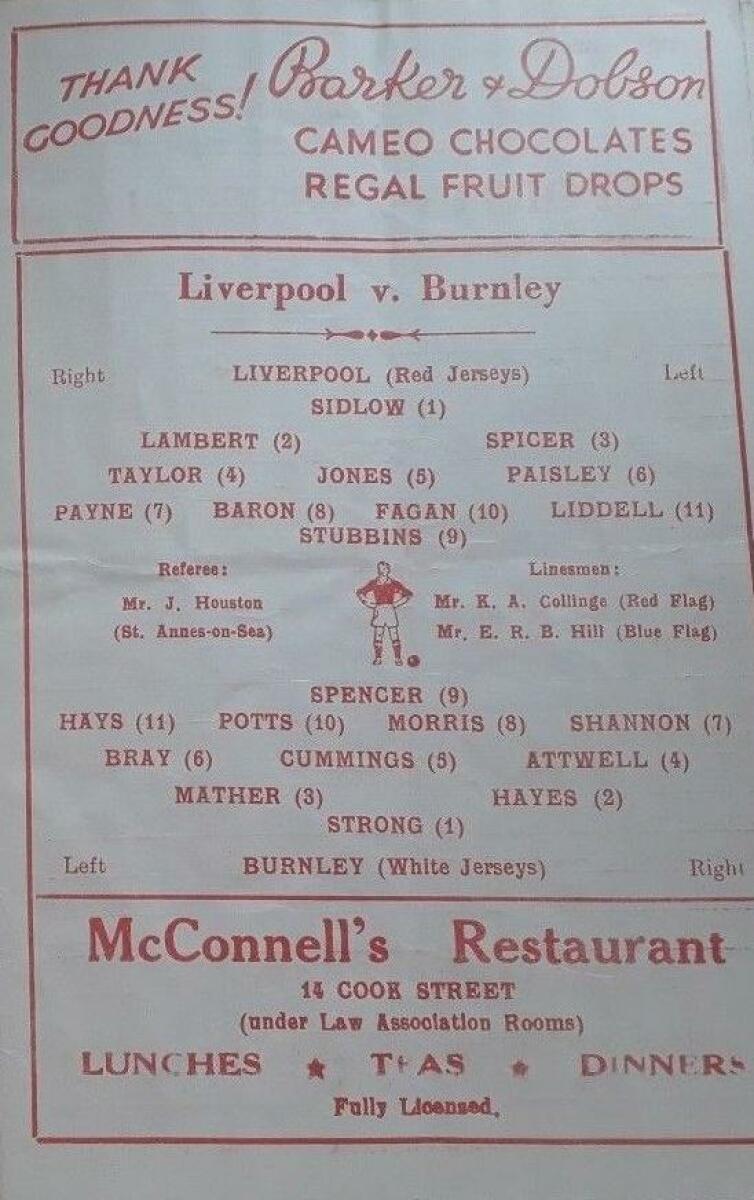 THANK GOODNESS! Barker & Dobson
CAMEO CHOCOLATES
REGAL FRUIT DROPS
Liverpool v. Burnley
Right LIVERPOOL (Red Jerseys) Left
SIDLOW (1)
LAMBERT (2) SPICER (3)
TAYLOR (4) JONES (5) PAISLEY (6)
PAYNE (7) BARON (8) FAGAN (10) LIDDELL (11)
STUBBINS (9)
Referee: Linesmen:
Mr. J. Houston Mr. K. A. Collinge (Red Flag)
(St. Annes-on-Sea) Mr. E. R. B. Hill (Blue Flag)
SPENCER (9)
HAYS (11) POTTS (10) MORRIS (8) SHANNON (7)
BRAY (6) CUMMINGS (5) ATTWELL (4)
MATHER (3) HAYES (2)
STRONG (1)
Left BURNLEY (White Jerseys) Right
McConnell's Restaurant
14 COOK STREET
(under Law Association Rooms)
LUNCHES ★ TEAS ★ DINNERS
Fully Licensed.